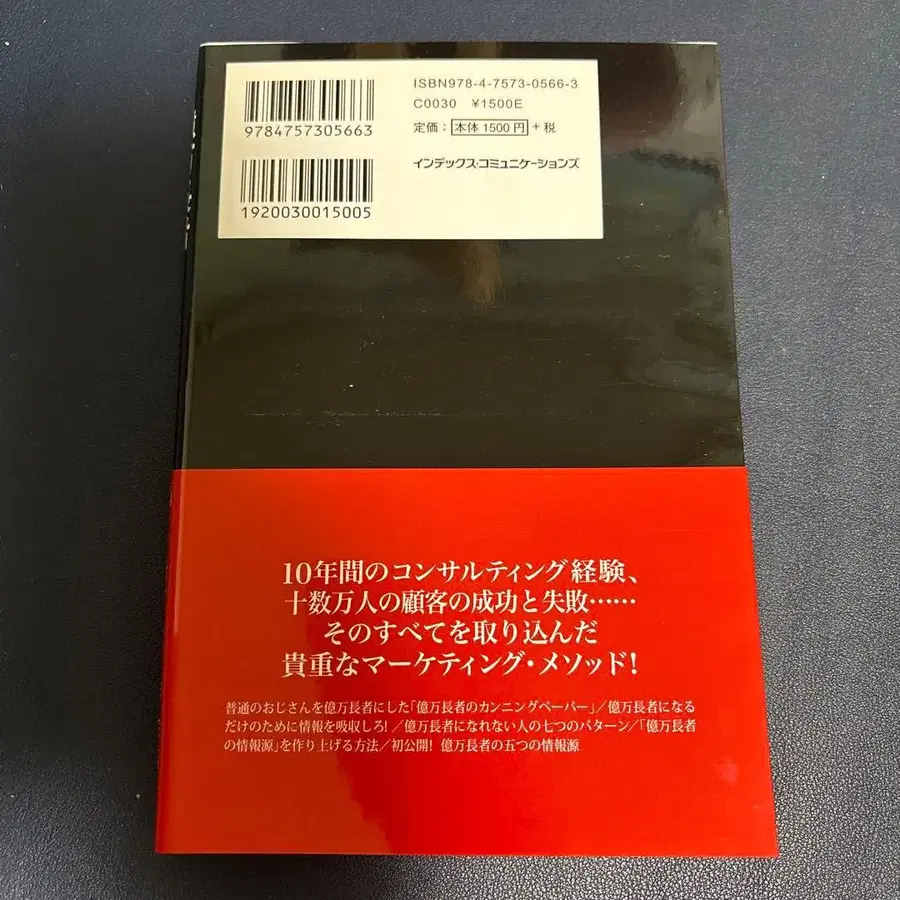 ISBN978-4-7573-0566-3
C0030 ¥1500E
定価：本体1500円＋税
インデックス・コミュニケーションズ
9784757305663
1920030015005
10年間のコンサルティング経験、
十数万人の顧客の成功と失敗……
そのすべてを取り込んだ
貴重なマーケティング・メソッド！
普通のおじさんを億万長者にした「億万長者のカンニングペーパー」／億万長者になる
だけのために情報を吸収しろ！／億万長者になれない人の七つのパターン／「億万長者
の情報源」を作り上げる方法／初公開！ 億万長者の五つの情報源